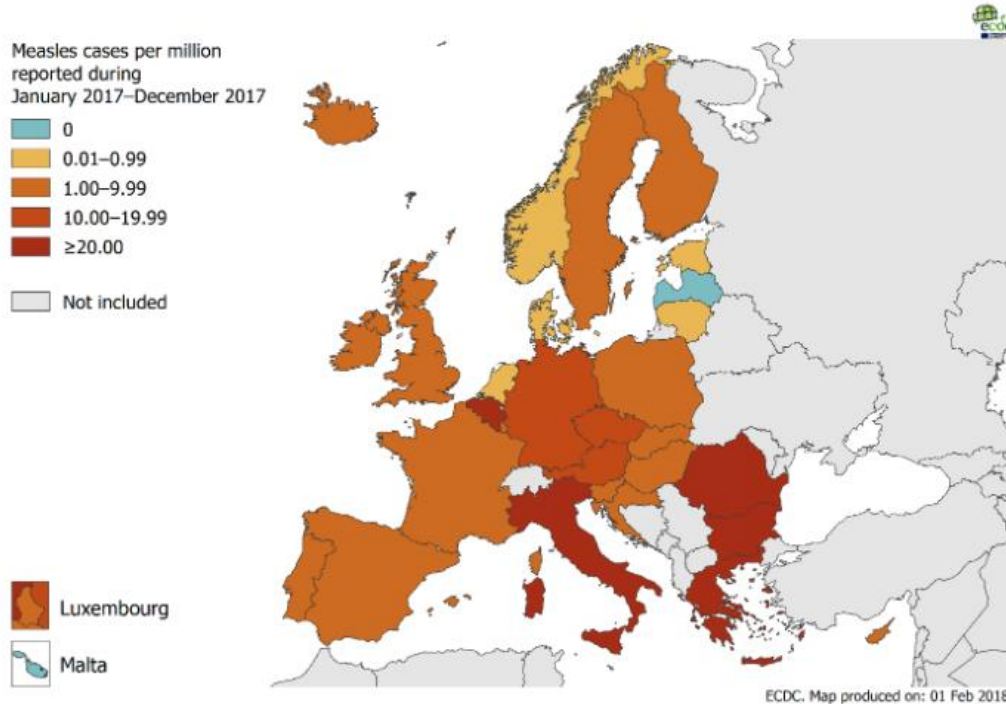 ecdc
Measles cases per million
reported during
January 2017–December 2017
0
0.01–0.99
1.00–9.99
10.00–19.99
≥20.00
Not included
Luxembourg
Malta
ECDC. Map produced on: 01 Feb 2018